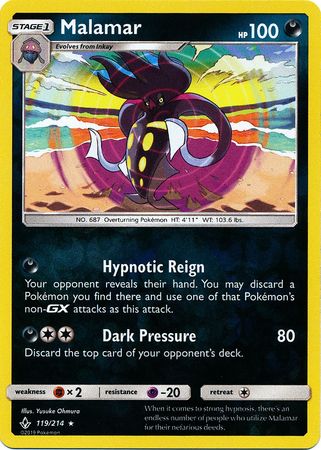 STAGE 1
Malamar
HP 100
Evolves from Inkay
NO. 687 Overturning Pokémon HT: 4'11" WT: 103.6 lbs.
Hypnotic Reign
Your opponent reveals their hand. You may discard a
Pokémon you find there and use one of that Pokémon's
non-GX attacks as this attack.
Dark Pressure 80
Discard the top card of your opponent's deck.
weakness × 2 resistance -20 retreat
Illus. Yusuke Ohmura
119/214
©2019 Pokémon
When it comes to strong hypnosis, there's an
endless number of people who utilize Malamar
for their nefarious deeds.